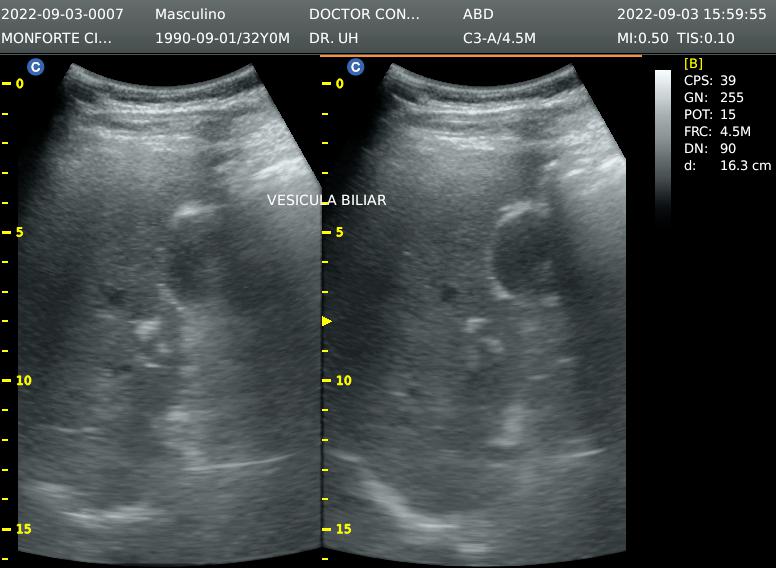 2022-09-03-0007 Masculino DOCTOR CON... ABD 2022-09-03 15:59:55
MONFORTE CI... 1990-09-01/32Y0M DR. UH C3-A/4.5M MI:0.50 TIS:0.10
C C [B]
0 0 CPS: 39
GN: 255
POT: 15
FRC: 4.5M
DN: 90
d: 16.3 cm
VESICULA BILIAR
5 5
10 10
15 15